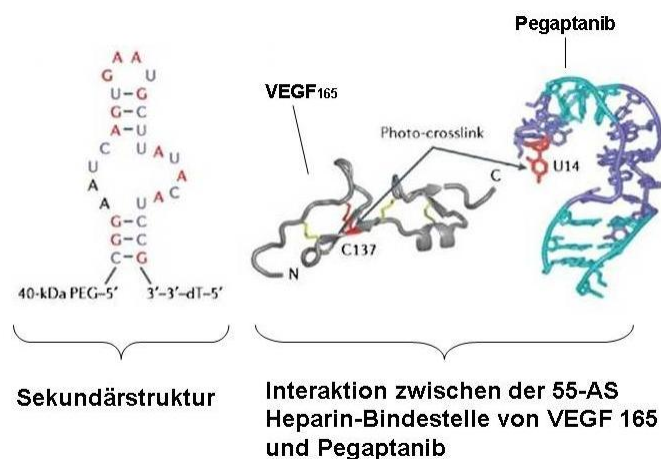 Pegaptanib
VEGF165
A A
G U
U–G
G–C
A–U
C U A U
U A
A C
A U A
G–C
G–C
C–G
40-kDa PEG–5′ 3′–3′–dT–5′
Photo-crosslink
C
U14
C137
N
Sekundärstruktur
Interaktion zwischen der 55-AS
Heparin-Bindestelle von VEGF 165
und Pegaptanib